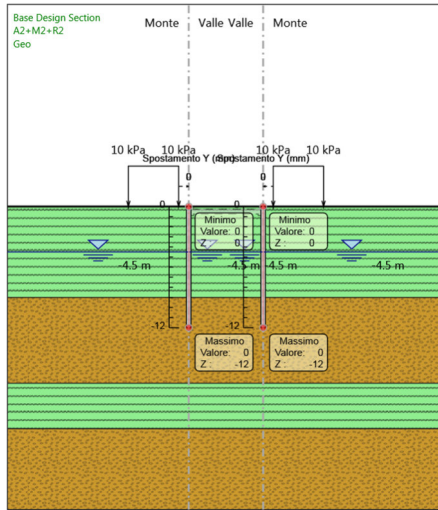 Base Design Section
A2+M2+R2
Geo
Monte
Valle Valle
Monte
10 kPa
10 kPa
10 kPa
10 kPa
Spostamento Y (mm)
Spostamento Y (mm)
0
0
0
0
Minimo
Valore: 0
Z : 0
Minimo
Valore: 0
Z : 0
-4.5 m
-4.5 m
-4.5 m
-4.5 m
-12
-12
Massimo
Valore: 0
Z : -12
Massimo
Valore: 0
Z : -12